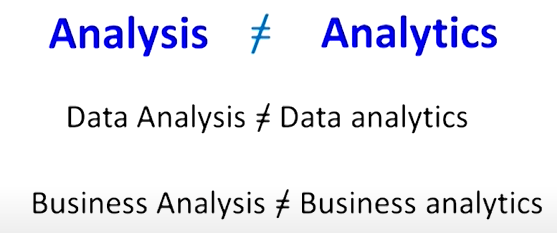 Analysis ≠ Analytics
Data Analysis ≠ Data analytics
Business Analysis ≠ Business analytics